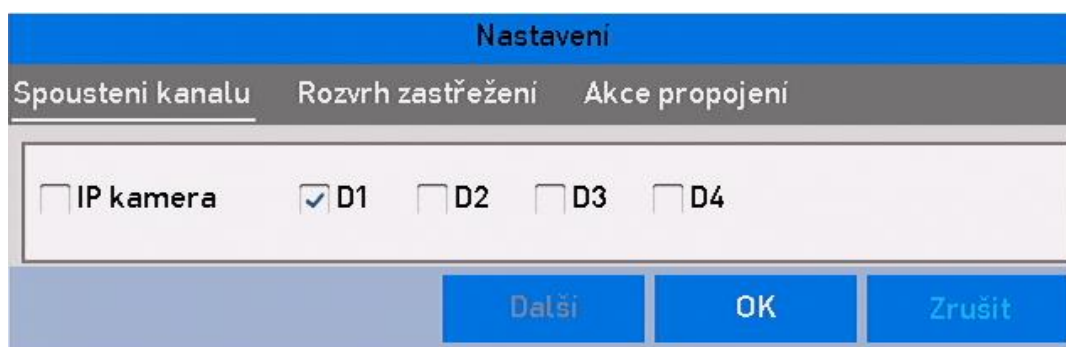 Nastavení
Spousteni kanalu Rozvrh zastřežení Akce propojení
IP kamera D1 D2 D3 D4
Další OK Zrušit